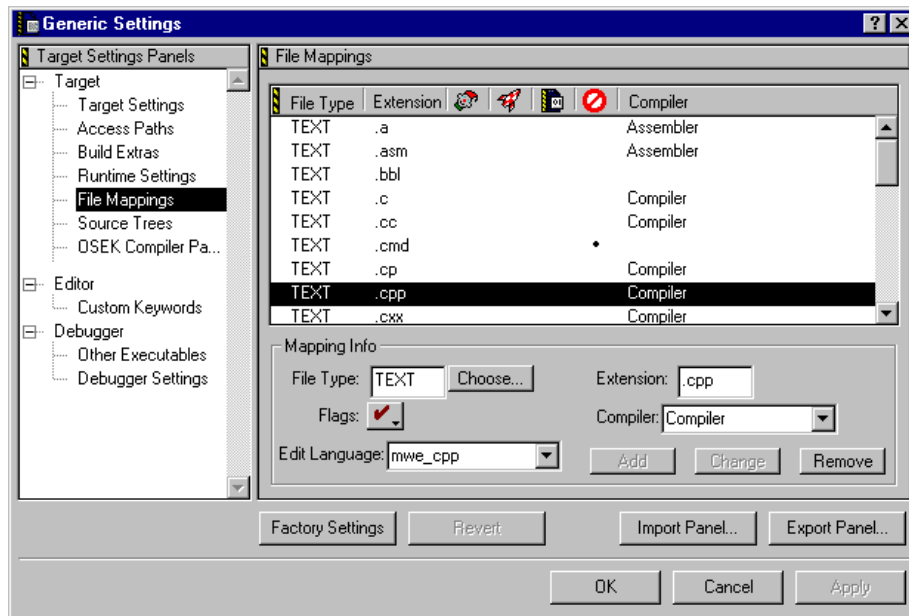 Generic Settings
Target Settings Panels
Target
Target Settings
Access Paths
Build Extras
Runtime Settings
File Mappings
Source Trees
OSEK Compiler Pa...
Editor
Custom Keywords
Debugger
Other Executables
Debugger Settings
File Mappings
File Type Extension Compiler
TEXT .a Assembler
TEXT .asm Assembler
TEXT .bbl
TEXT .c Compiler
TEXT .cc Compiler
TEXT .cmd •
TEXT .cp Compiler
TEXT .cpp Compiler
TEXT .cxx Compiler
Mapping Info
File Type: TEXT Choose... Extension: .cpp
Flags: Compiler: Compiler
Edit Language: mwe_cpp Add Change Remove
Factory Settings Revert Import Panel... Export Panel...
OK Cancel Apply